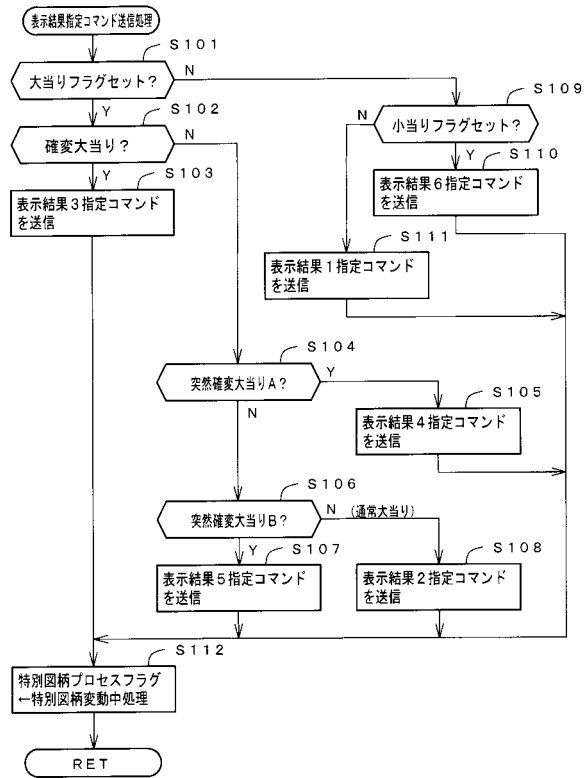 表示結果指定コマンド送信処理
S101
大当りフラグセット？
N
Y
S102
確変大当り？
N
Y
S103
表示結果3指定コマンド
を送信
S109
小当りフラグセット？
N
Y
S110
表示結果6指定コマンド
を送信
S111
表示結果1指定コマンド
を送信
S104
突然確変大当りA？
Y
N
S105
表示結果4指定コマンド
を送信
S106
突然確変大当りB？
N (通常大当り)
Y
S107
表示結果5指定コマンド
を送信
S108
表示結果2指定コマンド
を送信
S112
特別図柄プロセスフラグ
←特別図柄変動中処理
RET